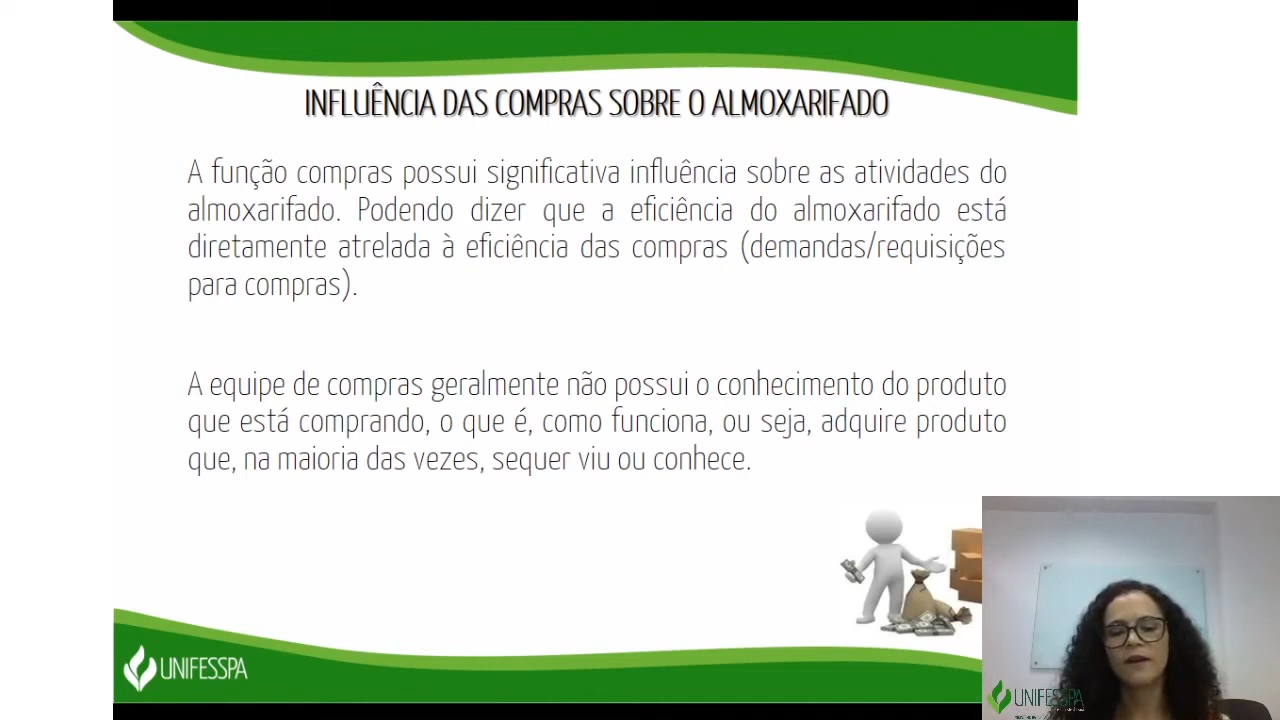 INFLUÊNCIA DAS COMPRAS SOBRE O ALMOXARIFADO
A função compras possui significativa influência sobre as atividades do
almoxarifado. Podendo dizer que a eficiência do almoxarifado está
diretamente atrelada à eficiência das compras (demandas/requisições
para compras).
A equipe de compras geralmente não possui o conhecimento do produto
que está comprando, o que é, como funciona, ou seja, adquire produto
que, na maioria das vezes, sequer viu ou conhece.
UNIFESSPA
UNIFESSPA